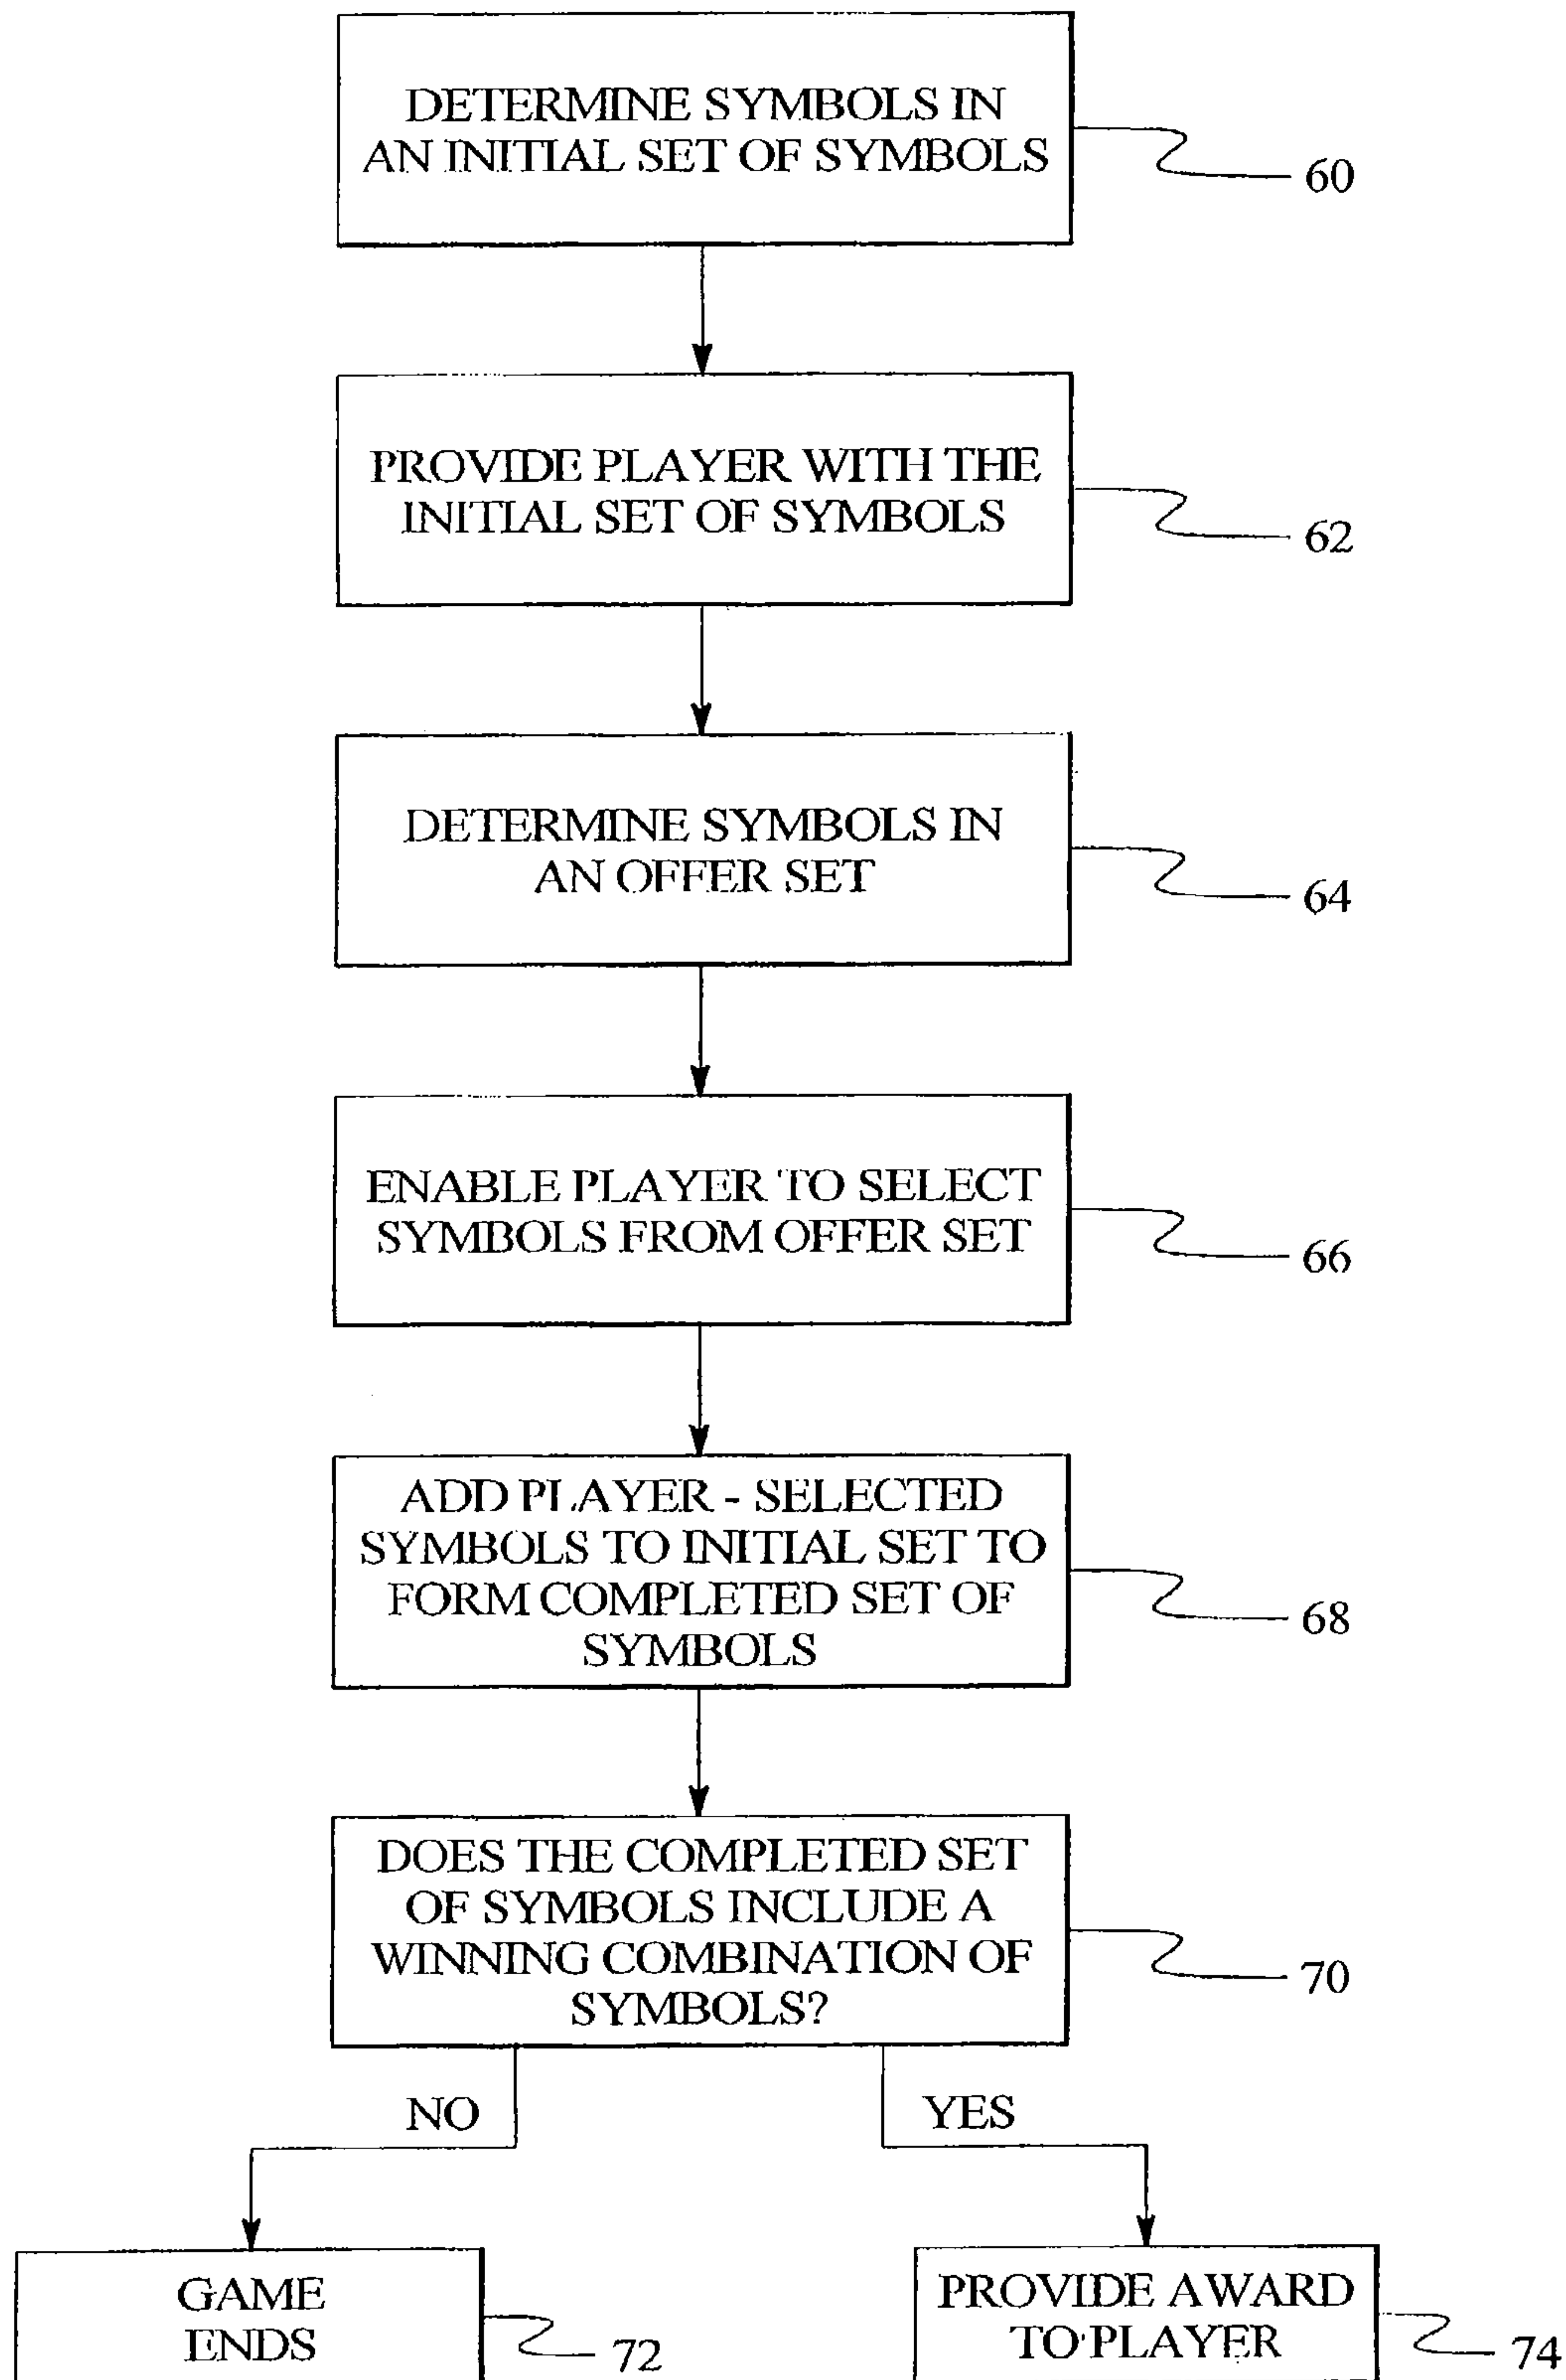 DETERMINE SYMBOLS IN
AN INITIAL SET OF SYMBOLS
60
PROVIDE PLAYER WITH THE
INITIAL SET OF SYMBOLS
62
DETERMINE SYMBOLS IN
AN OFFER SET
64
ENABLE PLAYER TO SELECT
SYMBOLS FROM OFFER SET
66
ADD PLAYER - SELECTED
SYMBOLS TO INITIAL SET TO
FORM COMPLETED SET OF
SYMBOLS
68
DOES THE COMPLETED SET
OF SYMBOLS INCLUDE A
WINNING COMBINATION OF
SYMBOLS?
70
NO
YES
GAME
ENDS
72
PROVIDE AWARD
TO PLAYER
74